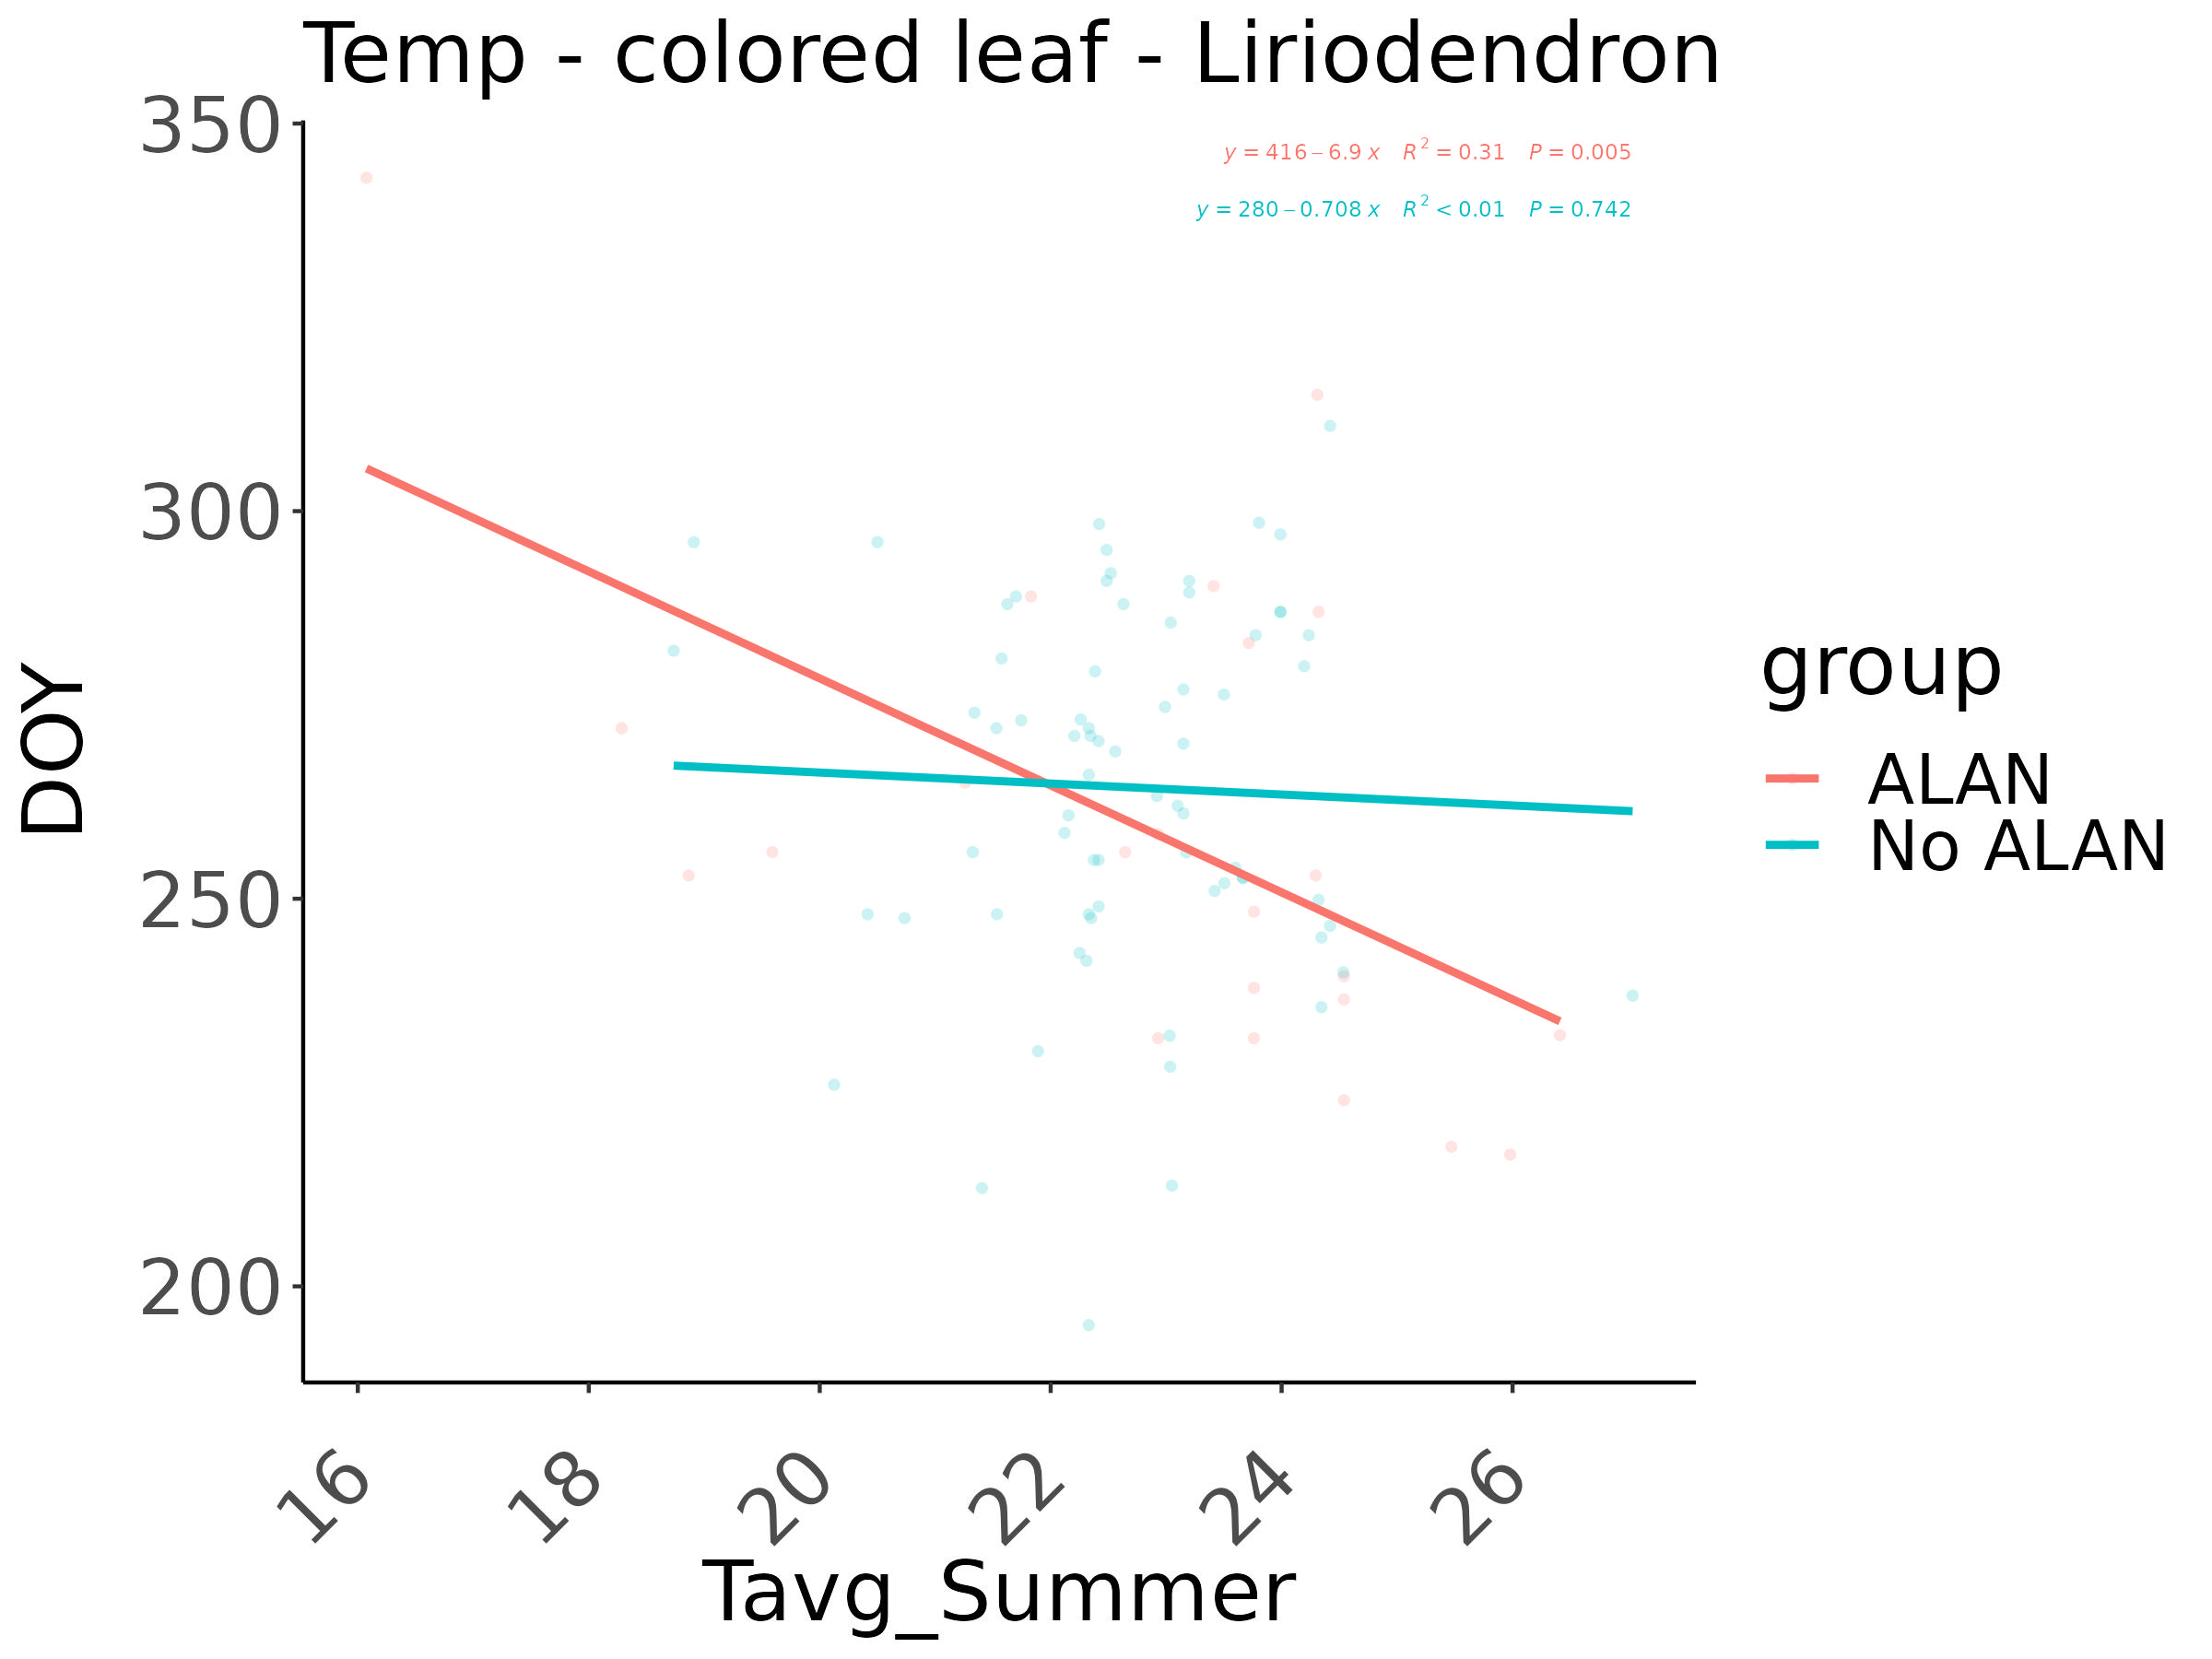 Temp - colored leaf - Liriodendron
350
300
250
200
DOY
y = 416 – 6.9 x R² = 0.31 P = 0.005
y = 280 – 0.708 x R² < 0.01 P = 0.742
group
ALAN
No ALAN
16 18 20 22 24 26
Tavg_Summer